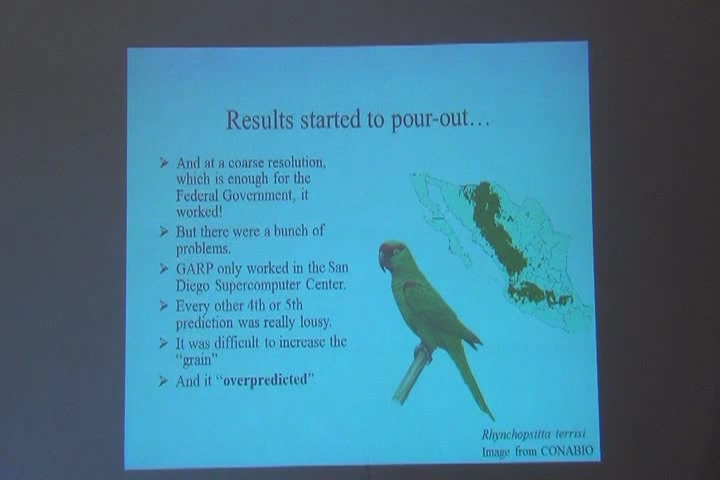 Results started to pour-out…
➢ And at a coarse resolution,
which is enough for the
Federal Government, it
worked!
➢ But there were a bunch of
problems.
➢ GARP only worked in the San
Diego Supercomputer Center.
➢ Every other 4th or 5th
prediction was really lousy.
➢ It was difficult to increase the
“grain”
➢ And it “overpredicted”
Rhynchopsitta terrisi
Image from CONABIO